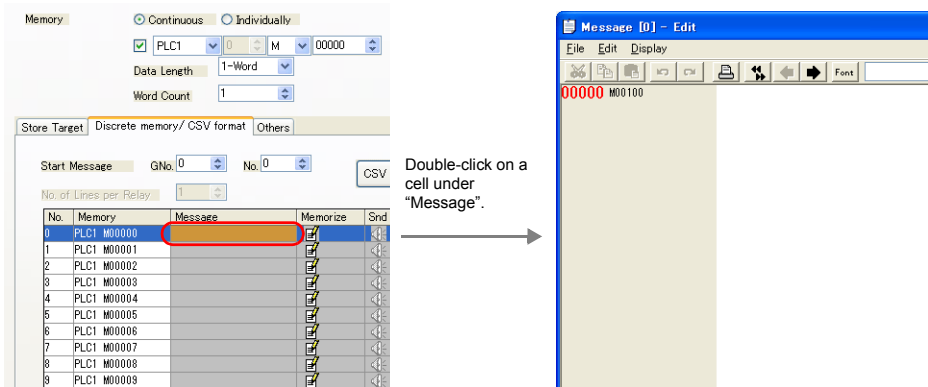 Memory
Continuous
Individually
PLC1
0
M
00000
Data Length
1-Word
Word Count
1
Store Target
Discrete memory/ CSV format
Others
Start Message
GNo.
0
No.
0
CSV
No. of Lines per Relay
1
No. Memory Message Memorize Snd
0 PLC1 M00000
1 PLC1 M00001
2 PLC1 M00002
3 PLC1 M00003
4 PLC1 M00004
5 PLC1 M00005
6 PLC1 M00006
7 PLC1 M00007
8 PLC1 M00008
9 PLC1 M00009
Double-click on a
cell under
“Message”.
Message [0] - Edit
File Edit Display
Font
00000 M00100